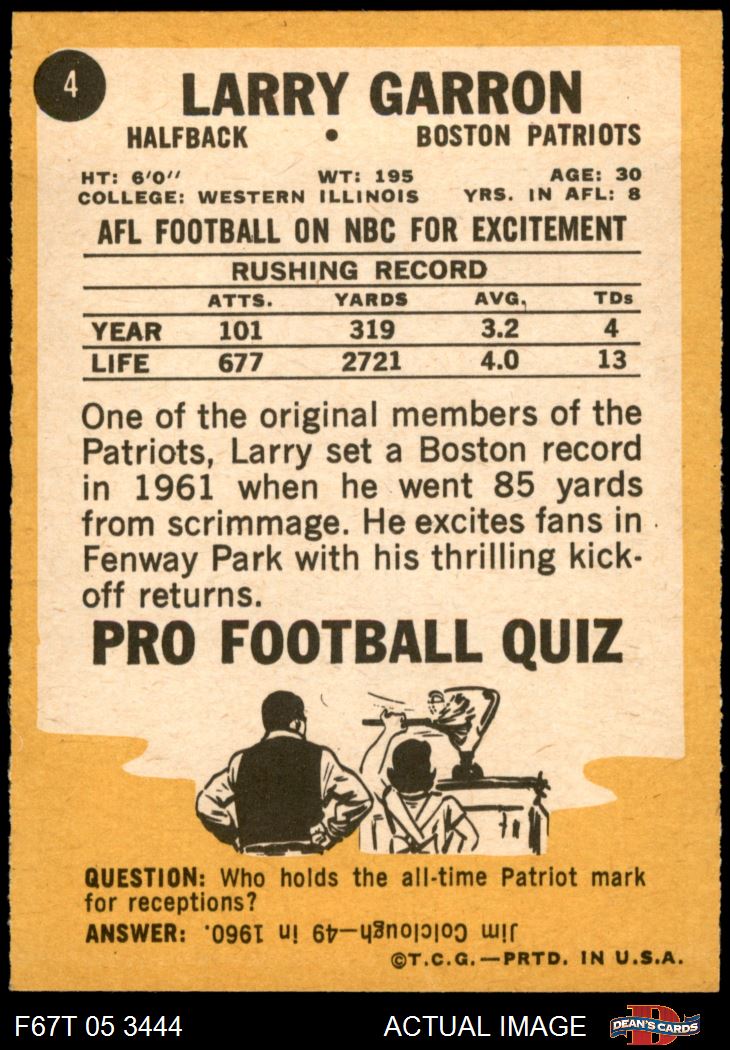 4
LARRY GARRON
HALFBACK • BOSTON PATRIOTS
HT: 6'0" WT: 195 AGE: 30
COLLEGE: WESTERN ILLINOIS YRS. IN AFL: 8
AFL FOOTBALL ON NBC FOR EXCITEMENT
RUSHING RECORD
ATTS. YARDS AVG. TDs
YEAR 101 319 3.2 4
LIFE 677 2721 4.0 13
One of the original members of the
Patriots, Larry set a Boston record
in 1961 when he went 85 yards
from scrimmage. He excites fans in
Fenway Park with his thrilling kick-
off returns.
PRO FOOTBALL QUIZ
QUESTION: Who holds the all-time Patriot mark
for receptions?
ANSWER: Jim Colclough—49 in 1960.
©T.C.G.—PRTD. IN U.S.A.
F67T 05 3444 ACTUAL IMAGE DEAN'S CARDS